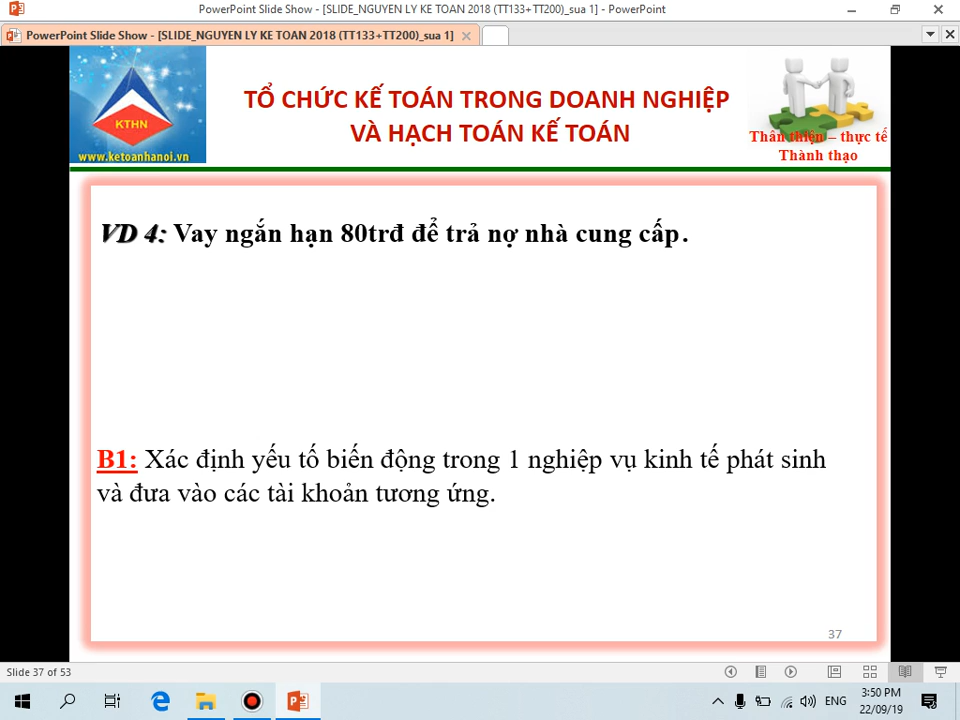 PowerPoint Slide Show - [SLIDE_NGUYEN LY KE TOAN 2018 (TT133+TT200)_sua 1] - PowerPoint
PowerPoint Slide Show - [SLIDE_NGUYEN LY KE TOAN 2018 (TT133+TT200)_sua 1]
KTHN
www.ketoanhanoi.vn
TỔ CHỨC KẾ TOÁN TRONG DOANH NGHIỆP
VÀ HẠCH TOÁN KẾ TOÁN
Thân thiện – thực tế
Thành thạo
VD 4: Vay ngắn hạn 80trđ để trả nợ nhà cung cấp.
B1: Xác định yếu tố biến động trong 1 nghiệp vụ kinh tế phát sinh
và đưa vào các tài khoản tương ứng.
37
Slide 37 of 53
ENG
3:50 PM
22/09/19